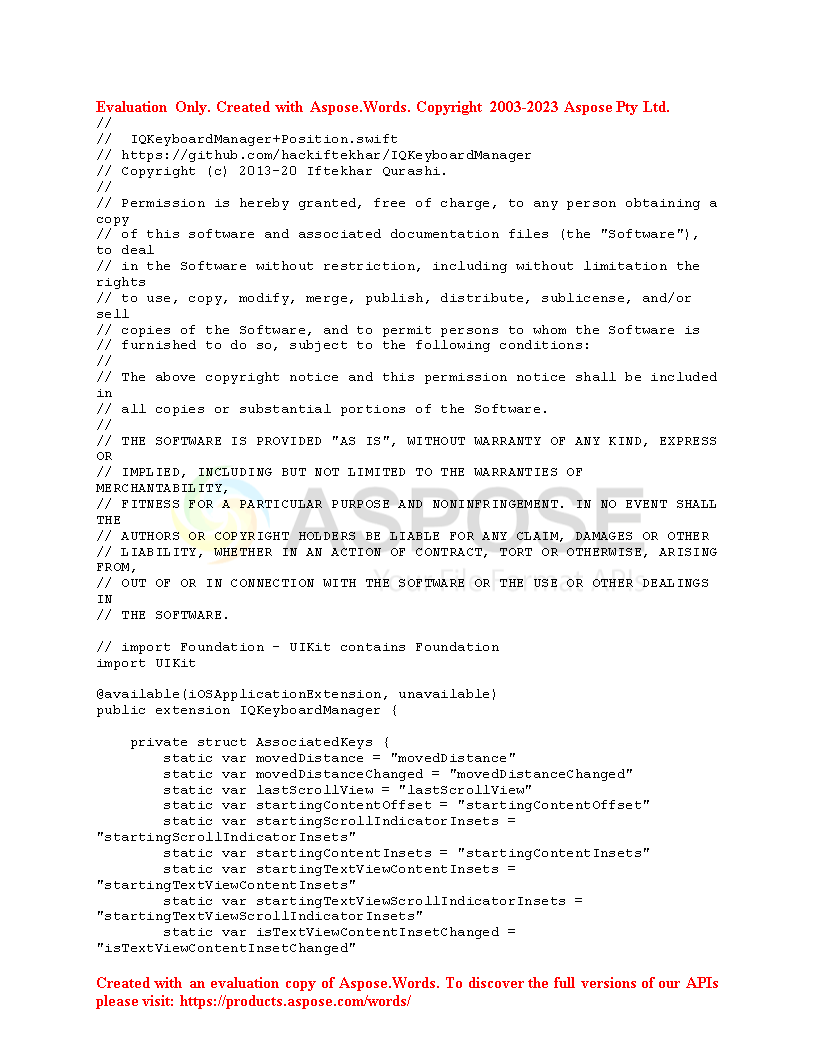 Evaluation Only. Created with Aspose.Words. Copyright 2003-2023 Aspose Pty Ltd.
//
//  IQKeyboardManager+Position.swift
// https://github.com/hackiftekhar/IQKeyboardManager
// Copyright (c) 2013-20 Iftekhar Qurashi.
//
// Permission is hereby granted, free of charge, to any person obtaining a
copy
// of this software and associated documentation files (the "Software"),
to deal
// in the Software without restriction, including without limitation the
rights
// to use, copy, modify, merge, publish, distribute, sublicense, and/or
sell
// copies of the Software, and to permit persons to whom the Software is
// furnished to do so, subject to the following conditions:
//
// The above copyright notice and this permission notice shall be included
in
// all copies or substantial portions of the Software.
//
// THE SOFTWARE IS PROVIDED "AS IS", WITHOUT WARRANTY OF ANY KIND, EXPRESS
OR
// IMPLIED, INCLUDING BUT NOT LIMITED TO THE WARRANTIES OF
MERCHANTABILITY,
// FITNESS FOR A PARTICULAR PURPOSE AND NONINFRINGEMENT. IN NO EVENT SHALL
THE
// AUTHORS OR COPYRIGHT HOLDERS BE LIABLE FOR ANY CLAIM, DAMAGES OR OTHER
// LIABILITY, WHETHER IN AN ACTION OF CONTRACT, TORT OR OTHERWISE, ARISING
FROM,
// OUT OF OR IN CONNECTION WITH THE SOFTWARE OR THE USE OR OTHER DEALINGS
IN
// THE SOFTWARE.
ASPOSE
Your File Format APIs

// import Foundation - UIKit contains Foundation
import UIKit

@available(iOSApplicationExtension, unavailable)
public extension IQKeyboardManager {

    private struct AssociatedKeys {
        static var movedDistance = "movedDistance"
        static var movedDistanceChanged = "movedDistanceChanged"
        static var lastScrollView = "lastScrollView"
        static var startingContentOffset = "startingContentOffset"
        static var startingScrollIndicatorInsets =
"startingScrollIndicatorInsets"
        static var startingContentInsets = "startingContentInsets"
        static var startingTextViewContentInsets =
"startingTextViewContentInsets"
        static var startingTextViewScrollIndicatorInsets =
"startingTextViewScrollIndicatorInsets"
        static var isTextViewContentInsetChanged =
"isTextViewContentInsetChanged"

Created with an evaluation copy of Aspose.Words. To discover the full versions of our APIs
please visit: https://products.aspose.com/words/